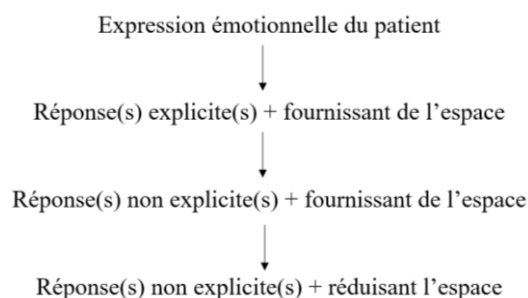 Expression émotionnelle du patient
Réponse(s) explicite(s) + fournissant de l’espace
Réponse(s) non explicite(s) + fournissant de l’espace
Réponse(s) non explicite(s) + réduisant l’espace